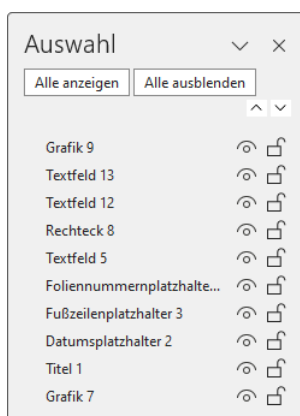 Auswahl
Alle anzeigen Alle ausblenden
Grafik 9
Textfeld 13
Textfeld 12
Rechteck 8
Textfeld 5
Foliennummernplatzhalte...
Fußzeilenplatzhalter 3
Datumsplatzhalter 2
Titel 1
Grafik 7